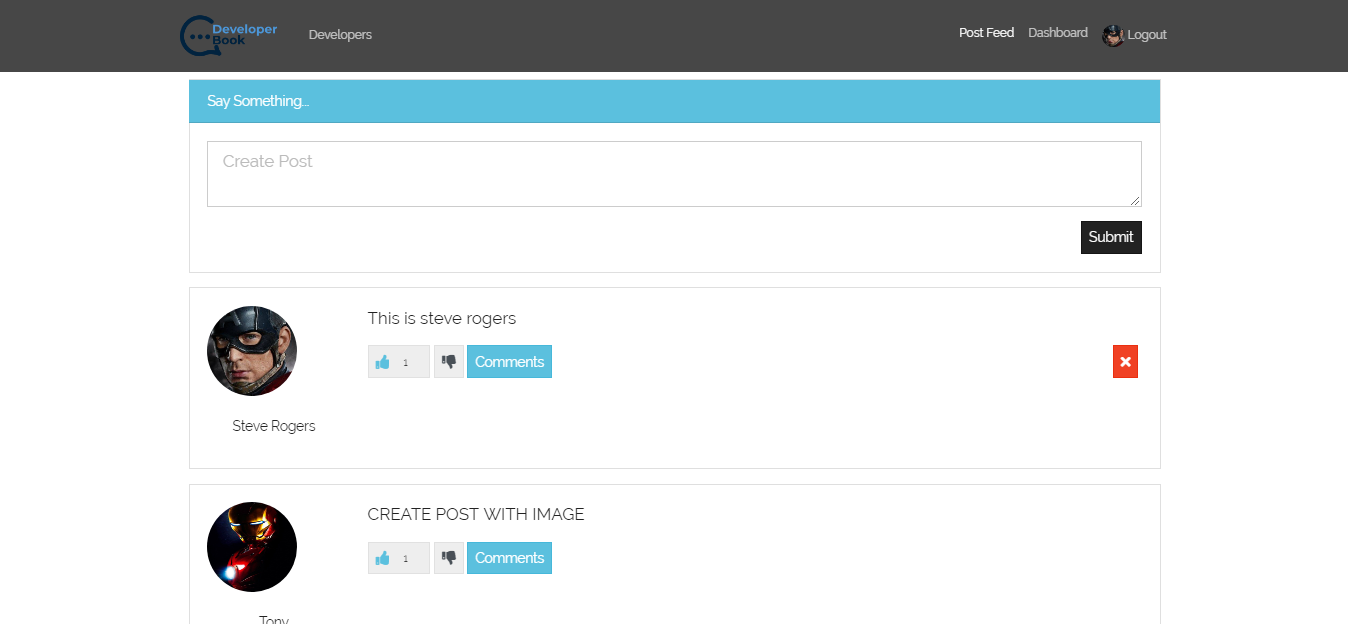 Developer
Book
Developers
Post Feed
Dashboard
Logout
Say Something...
Create Post
Submit
This is steve rogers
1
Comments
Steve Rogers
CREATE POST WITH IMAGE
1
Comments
Tony